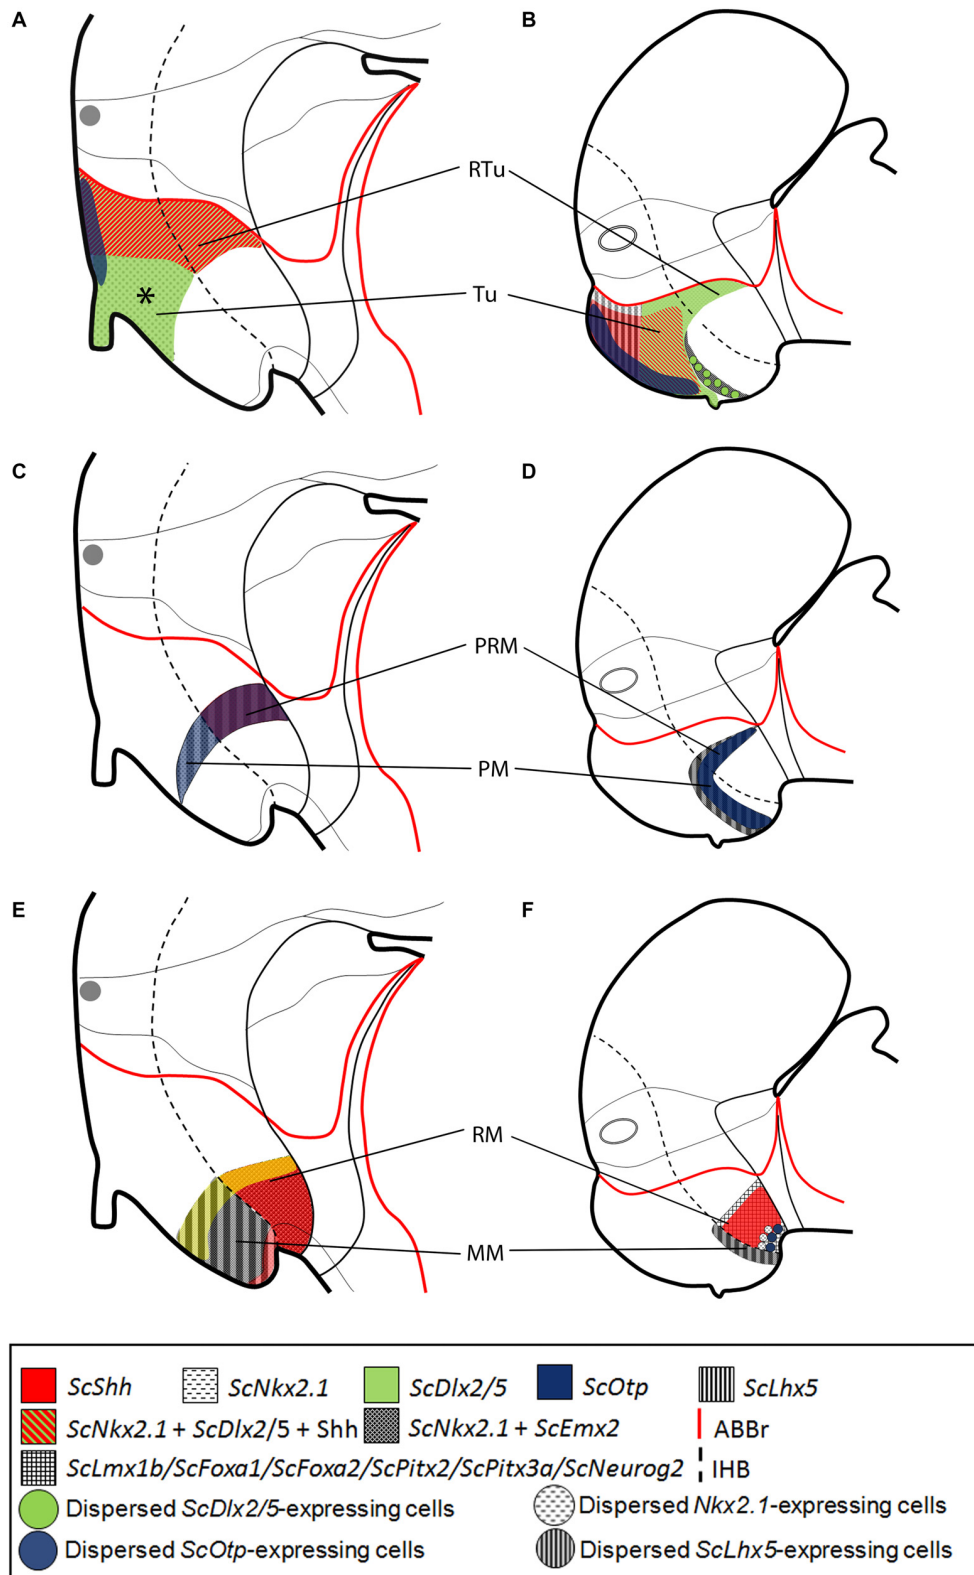 A
B
RTu
*
Tu
C
D
PRM
PM
E
F
RM
MM
ScShh ScNkx2.1 ScDlx2/5 ScOtp ScLhx5
ScNkx2.1 + ScDlx2/5 + Shh ScNkx2.1 + ScEmx2 ABBr
ScLmx1b/ScFoxa1/ScFoxa2/ScPitx2/ScPitx3a/ScNeurog2 IHB
Dispersed ScDlx2/5-expressing cells Dispersed Nkx2.1-expressing cells
Dispersed ScOtp-expressing cells Dispersed ScLhx5-expressing cells